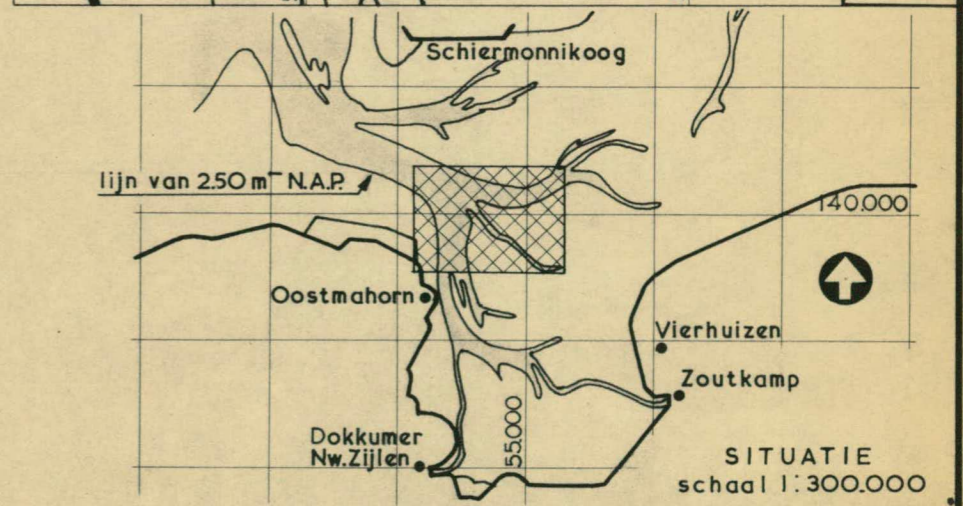 Schiermonnikoog
lijn van 2.50 m⁻ N.A.P.
140.000
Oostmahorn
Vierhuizen
Zoutkamp
Dokkumer
Nw. Zijlen
55.000
SITUATIE
schaal 1:300.000